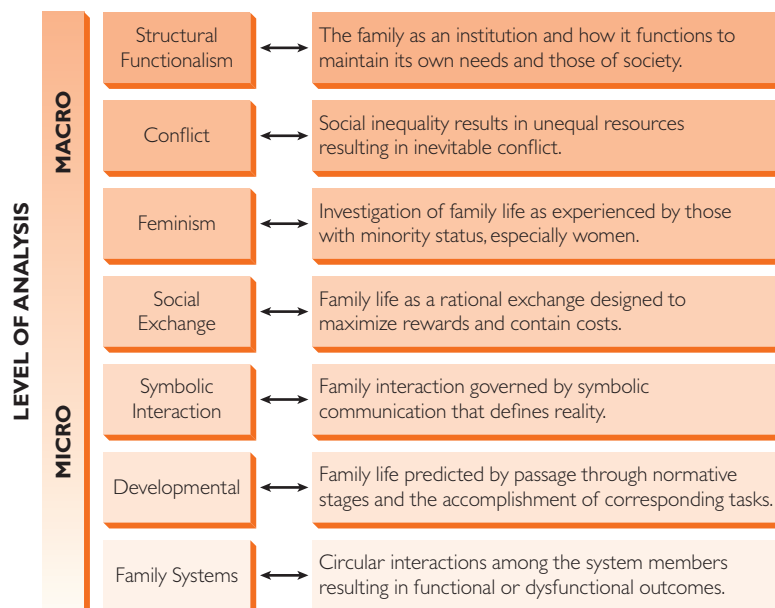 LEVEL OF ANALYSIS
MACRO
MICRO
Structural
Functionalism
The family as an institution and how it functions to
maintain its own needs and those of society.
Conflict
Social inequality results in unequal resources
resulting in inevitable conflict.
Feminism
Investigation of family life as experienced by those
with minority status, especially women.
Social
Exchange
Family life as a rational exchange designed to
maximize rewards and contain costs.
Symbolic
Interaction
Family interaction governed by symbolic
communication that defines reality.
Developmental
Family life predicted by passage through normative
stages and the accomplishment of corresponding tasks.
Family Systems
Circular interactions among the system members
resulting in functional or dysfunctional outcomes.